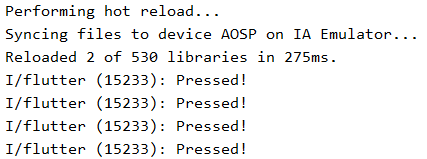 Performing hot reload...
Syncing files to device AOSP on IA Emulator...
Reloaded 2 of 530 libraries in 275ms.
I/flutter (15233): Pressed!
I/flutter (15233): Pressed!
I/flutter (15233): Pressed!
I/flutter (15233): Pressed!